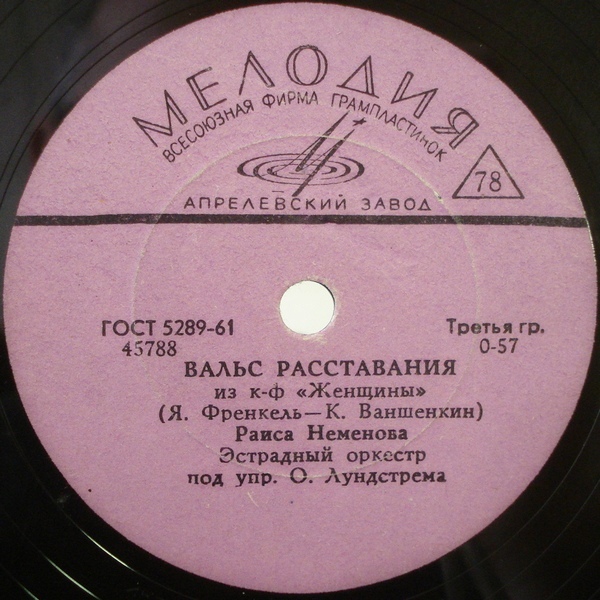 МЕЛОДИЯ
ВСЕСОЮЗНАЯ ФИРМА ГРАМПЛАСТИНОК
78
АПРЕЛЕВСКИЙ ЗАВОД
ГОСТ 5289-61
45788
Третья гр.
0-57
ВАЛЬС РАССТАВАНИЯ
из к-ф «Женщины»
(Я. Френкель—К. Ваншенкин)
Раиса Неменова
Эстрадный оркестр
под упр. О. Лундстрема